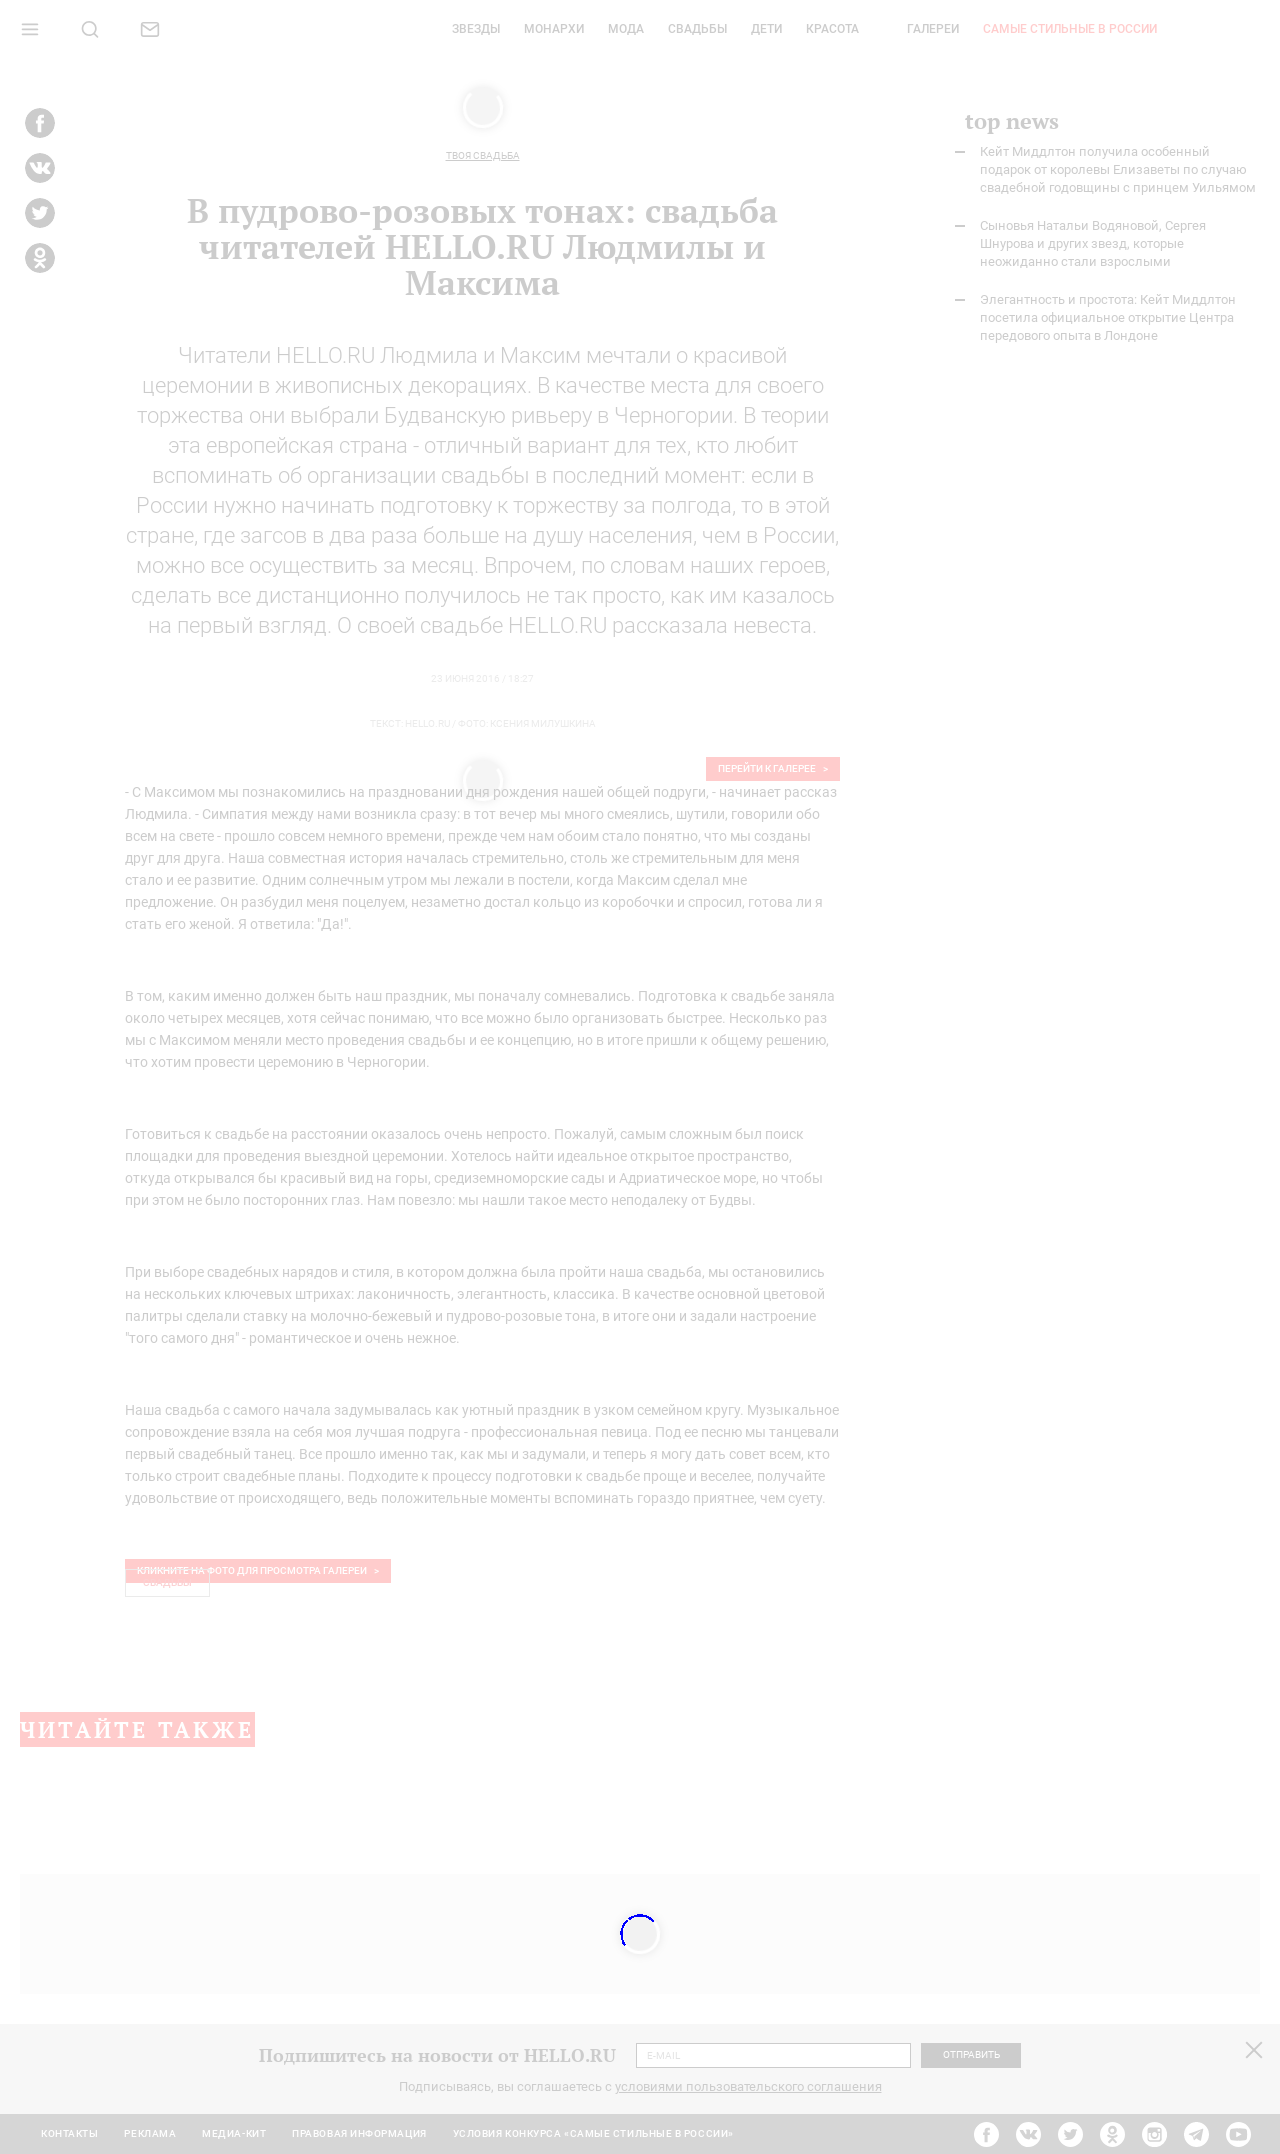 ЗВЕЗДЫ МОНАРХИ МОДА СВАДЬБЫ ДЕТИ КРАСОТА ГАЛЕРЕИ САМЫЕ СТИЛЬНЫЕ В РОССИИ
ТВОЯ СВАДЬБА
В пудрово-розовых тонах: свадьба
читателей HELLO.RU Людмилы и
Максима
Читатели HELLO.RU Людмила и Максим мечтали о красивой
церемонии в живописных декорациях. В качестве места для своего
торжества они выбрали Будванскую ривьеру в Черногории. В теории
эта европейская страна - отличный вариант для тех, кто любит
вспоминать об организации свадьбы в последний момент: если в
России нужно начинать подготовку к торжеству за полгода, то в этой
стране, где загсов в два раза больше на душу населения, чем в России,
можно все осуществить за месяц. Впрочем, по словам наших героев,
сделать все дистанционно получилось не так просто, как им казалось
на первый взгляд. О своей свадьбе HELLO.RU рассказала невеста.
23 ИЮНЯ 2016 / 18:27
ТЕКСТ: HELLO.RU / ФОТО: КСЕНИЯ МИЛУШКИНА
ПЕРЕЙТИ К ГАЛЕРЕЕ >
- С Максимом мы познакомились на праздновании дня рождения нашей общей подруги, - начинает рассказ
Людмила. - Симпатия между нами возникла сразу: в тот вечер мы много смеялись, шутили, говорили обо
всем на свете - прошло совсем немного времени, прежде чем нам обоим стало понятно, что мы созданы
друг для друга. Наша совместная история началась стремительно, столь же стремительным для меня
стало и ее развитие. Одним солнечным утром мы лежали в постели, когда Максим сделал мне
предложение. Он разбудил меня поцелуем, незаметно достал кольцо из коробочки и спросил, готова ли я
стать его женой. Я ответила: "Да!".
В том, каким именно должен быть наш праздник, мы поначалу сомневались. Подготовка к свадьбе заняла
около четырех месяцев, хотя сейчас понимаю, что все можно было организовать быстрее. Несколько раз
мы с Максимом меняли место проведения свадьбы и ее концепцию, но в итоге пришли к общему решению,
что хотим провести церемонию в Черногории.
Готовиться к свадьбе на расстоянии оказалось очень непросто. Пожалуй, самым сложным был поиск
площадки для проведения выездной церемонии. Хотелось найти идеальное открытое пространство,
откуда открывался бы красивый вид на горы, средиземноморские сады и Адриатическое море, но чтобы
при этом не было посторонних глаз. Нам повезло: мы нашли такое место неподалеку от Будвы.
При выборе свадебных нарядов и стиля, в котором должна была пройти наша свадьба, мы остановились
на нескольких ключевых штрихах: лаконичность, элегантность, классика. В качестве основной цветовой
палитры сделали ставку на молочно-бежевый и пудрово-розовые тона, в итоге они и задали настроение
"того самого дня" - романтическое и очень нежное.
Наша свадьба с самого начала задумывалась как уютный праздник в узком семейном кругу. Музыкальное
сопровождение взяла на себя моя лучшая подруга - профессиональная певица. Под ее песню мы танцевали
первый свадебный танец. Все прошло именно так, как мы и задумали, и теперь я могу дать совет всем, кто
только строит свадебные планы. Подходите к процессу подготовки к свадьбе проще и веселее, получайте
удовольствие от происходящего, ведь положительные моменты вспоминать гораздо приятнее, чем суету.
КЛИКНИТЕ НА ФОТО ДЛЯ ПРОСМОТРА ГАЛЕРЕИ >
СВАДЬБЫ
top news
Кейт Миддлтон получила особенный
подарок от королевы Елизаветы по случаю
свадебной годовщины с принцем Уильямом
Сыновья Натальи Водяновой, Сергея
Шнурова и других звезд, которые
неожиданно стали взрослыми
Элегантность и простота: Кейт Миддлтон
посетила официальное открытие Центра
передового опыта в Лондоне
ЧИТАЙТЕ ТАКЖЕ
Подпишитесь на новости от HELLO.RU E-MAIL ОТПРАВИТЬ
Подписываясь, вы соглашаетесь с условиями пользовательского соглашения
КОНТАКТЫ РЕКЛАМА МЕДИА-КИТ ПРАВОВАЯ ИНФОРМАЦИЯ УСЛОВИЯ КОНКУРСА «САМЫЕ СТИЛЬНЫЕ В РОССИИ»